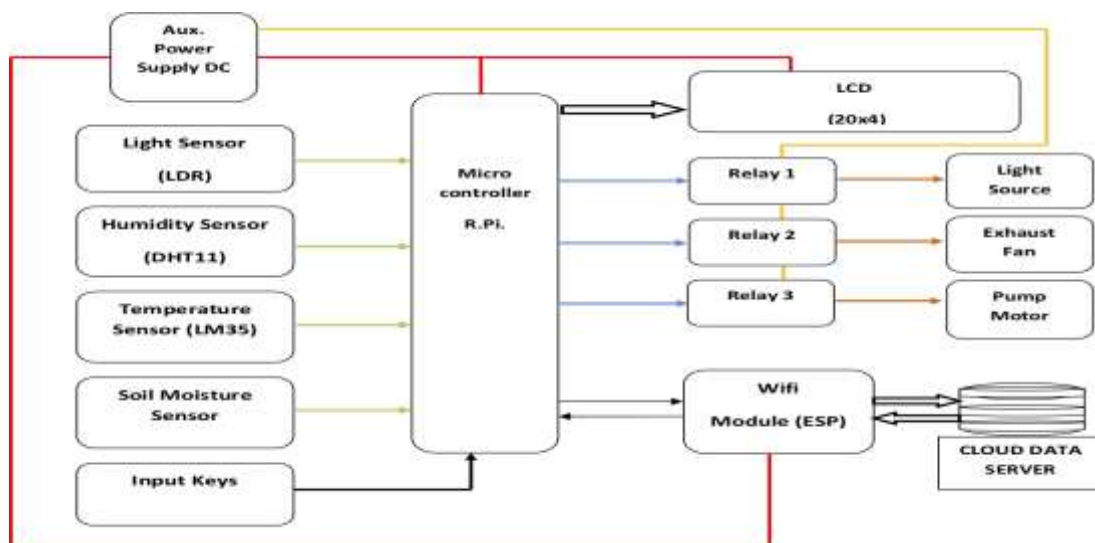 Aux.
Power
Supply DC
LCD
(20x4)
Light Sensor
(LDR)
Micro
controller
R.Pi.
Relay 1
Light
Source
Humidity Sensor
(DHT11)
Relay 2
Exhaust
Fan
Temperature
Sensor (LM35)
Relay 3
Pump
Motor
Soil Moisture
Sensor
Wifi
Module (ESP)
CLOUD DATA
SERVER
Input Keys